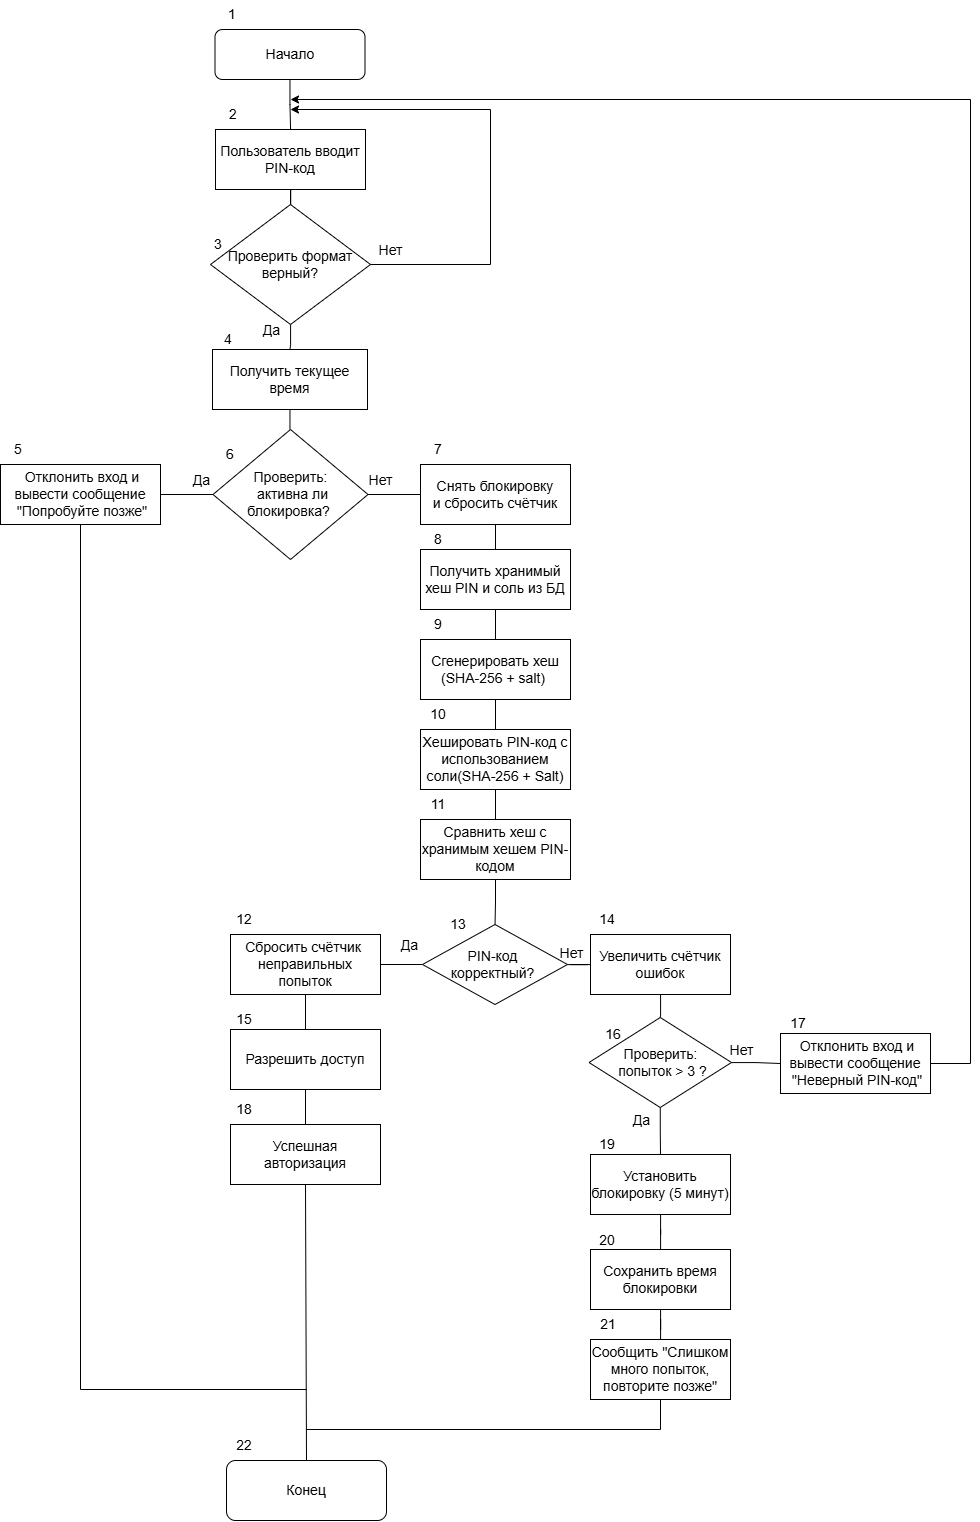 1
Начало
2
Пользователь вводит
PIN-код
3
Проверить формат
верный?
Нет
Да
4
Получить текущее
время
5
Отклонить вход и
вывести сообщение
"Попробуйте позже"
Да
6
Проверить:
активна ли
блокировка?
Нет
7
Снять блокировку
и сбросить счётчик
8
Получить хранимый
хеш PIN и соль из БД
9
Сгенерировать хеш
(SHA-256 + salt)
10
Хешировать PIN-код с
использованием
соли(SHA-256 + Salt)
11
Сравнить хеш с
хранимым хешем PIN-
кодом
12
Сбросить счётчик
неправильных
попыток
Да
13
PIN-код
корректный?
Нет
14
Увеличить счётчик
ошибок
15
Разрешить доступ
16
Проверить:
попыток > 3 ?
Нет
17
Отклонить вход и
вывести сообщение
"Неверный PIN-код"
Да
18
Успешная
авторизация
19
Установить
блокировку (5 минут)
20
Сохранить время
блокировки
21
Сообщить "Слишком
много попыток,
повторите позже"
22
Конец